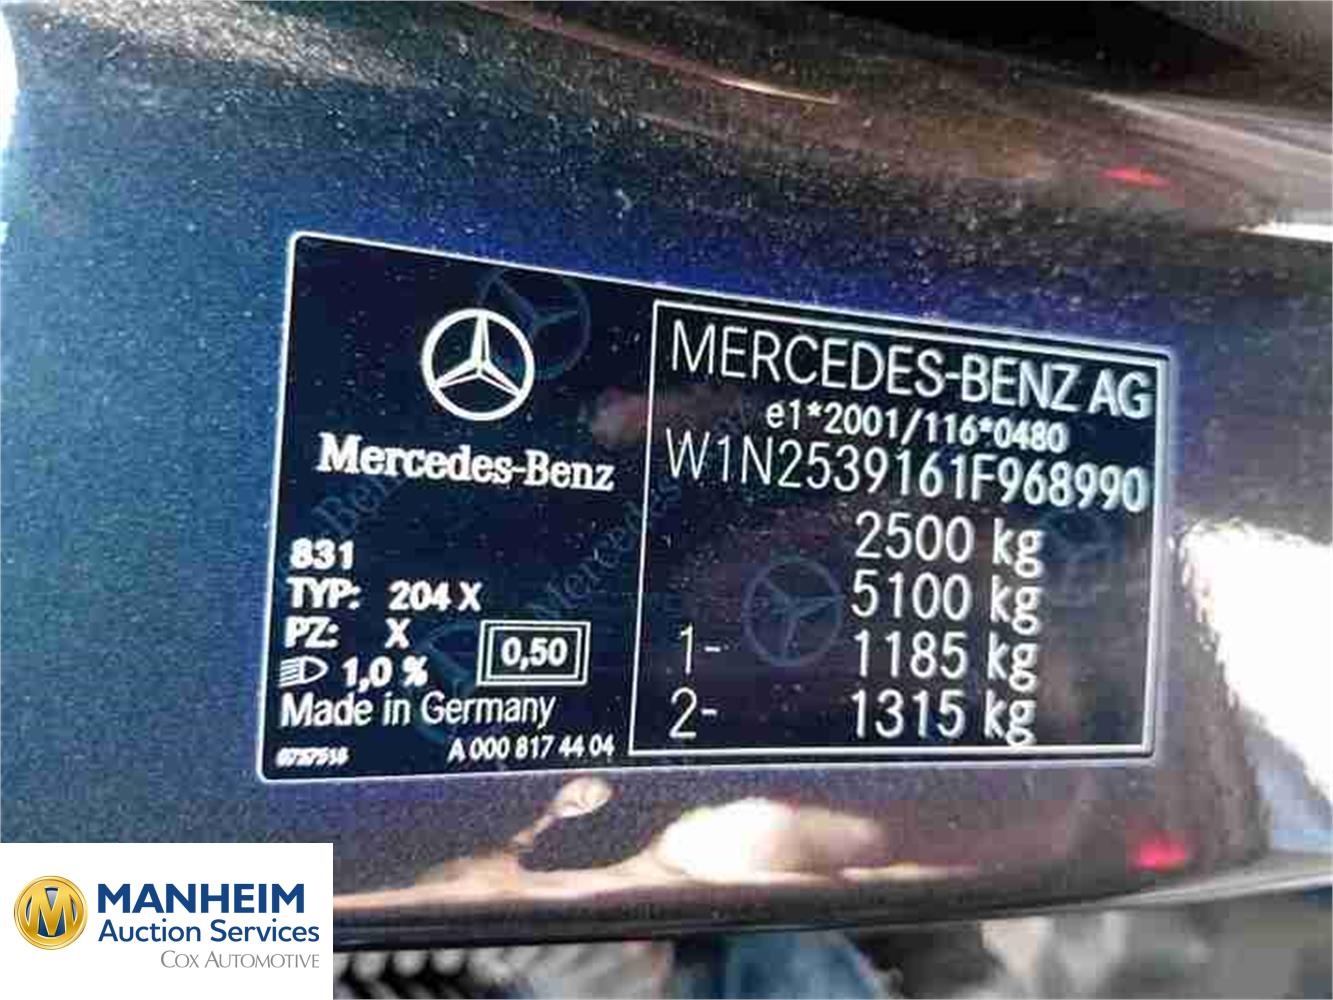 Mercedes-Benz
831
TYP: 204 X
PZ: X
1,0 %
0,50
Made in Germany
A 000 817 44 04
MERCEDES-BENZ AG
e1*2001/116*0480
W1N2539161F968990
2500 kg
5100 kg
1- 1185 kg
2- 1315 kg
MANHEIM
Auction Services
COX AUTOMOTIVE